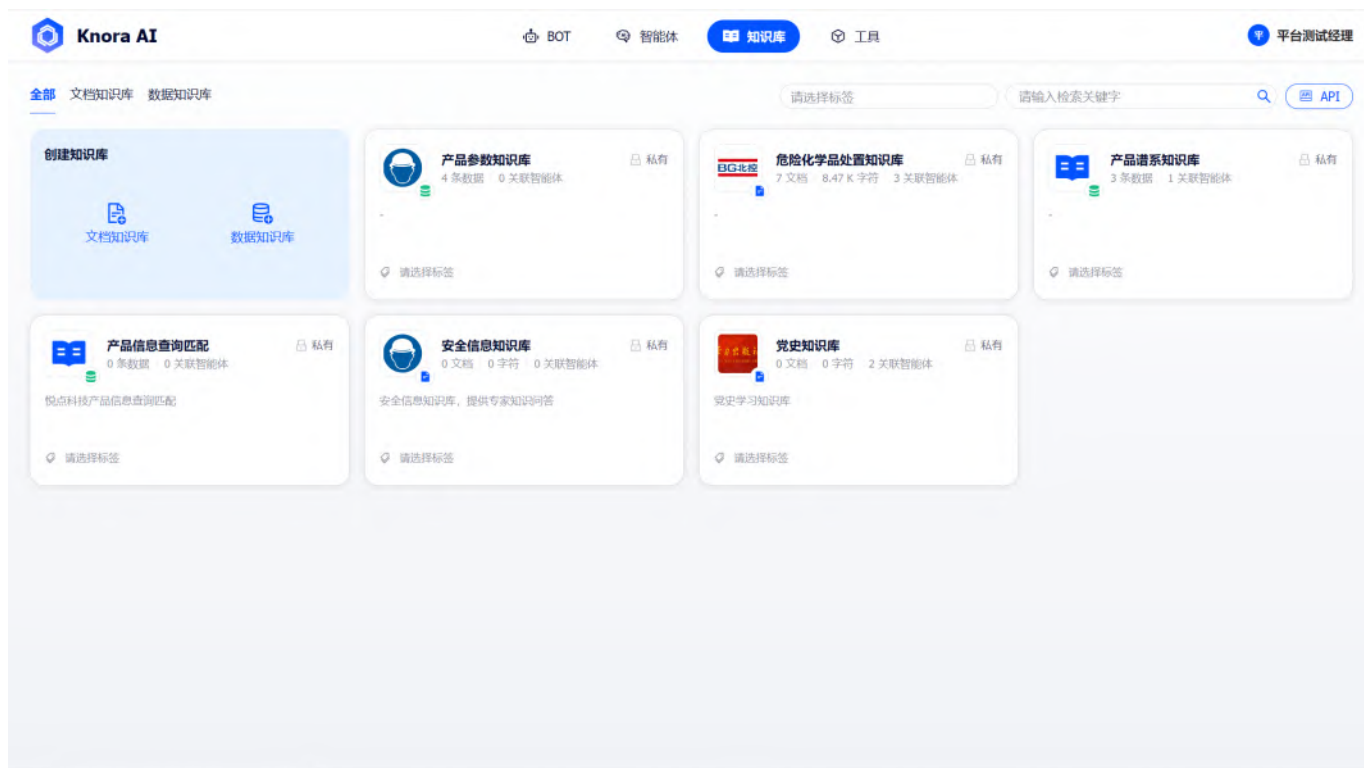 Knora AI
BOT
智能体
知识库
工具
平
平台测试经理
全部
文档知识库
数据知识库
请选择标签
请输入检索关键字
API
创建知识库
文档知识库
数据知识库
产品参数知识库
私有
4 条数据 0 关联智能体
-
请选择标签
BG北控
危险化学品处置知识库
私有
7 文档 8.47 K 字符 3 关联智能体
-
请选择标签
产品谱系知识库
私有
3 条数据 1 关联智能体
-
请选择标签
产品信息查询匹配
私有
0 条数据 0 关联智能体
悦点科技产品信息查询匹配
请选择标签
安全信息知识库
私有
0 文档 0 字符 0 关联智能体
安全信息知识库，提供专家知识问答
请选择标签
党史知识库
私有
0 文档 0 字符 2 关联智能体
党史学习知识库
请选择标签